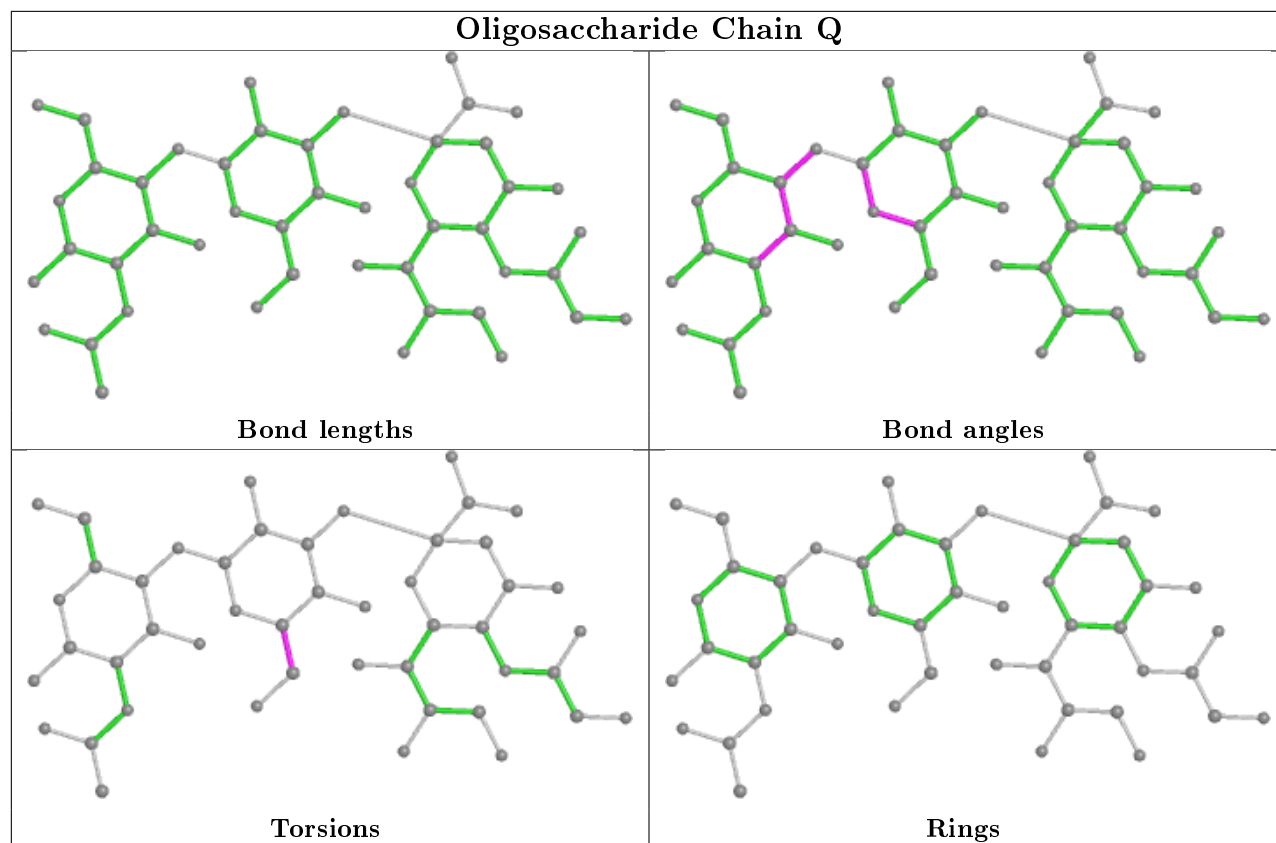 Oligosaccharide Chain Q
Bond lengths
Bond angles
Torsions
Rings